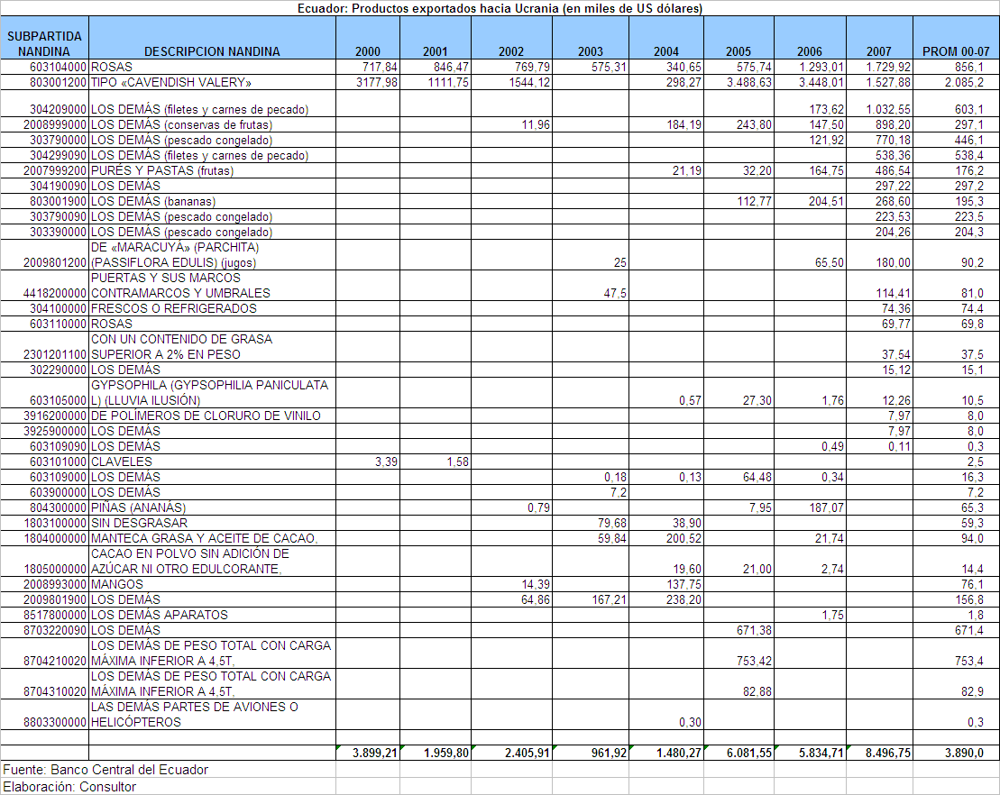 Ecuador: Productos exportados hacia Ucrania (en miles de US dólares)
SUBPARTIDA NANDINA DESCRIPCION NANDINA 2000 2001 2002 2003 2004 2005 2006 2007 PROM 00-07
603104000 ROSAS 717,84 846,47 769,79 575,31 340,65 575,74 1.293,01 1.729,92 856,1
803001200 TIPO «CAVENDISH VALERY» 3177,98 1111,75 1544,12 298,27 3.488,63 3.448,01 1.527,88 2.085,2
304209000 LOS DEMÁS (filetes y carnes de pecado) 173,62 1.032,55 603,1
2008999000 LOS DEMÁS (conservas de frutas) 11,96 184,19 243,80 147,50 898,20 297,1
303790000 LOS DEMÁS (pescado congelado) 121,92 770,18 446,1
304299090 LOS DEMÁS (filetes y carnes de pecado) 538,36 538,4
2007999200 PURÉS Y PASTAS (frutas) 21,19 32,20 164,75 486,54 176,2
304190090 LOS DEMÁS 297,22 297,2
803001900 LOS DEMÁS (bananas) 112,77 204,51 268,60 195,3
303790090 LOS DEMÁS (pescado congelado) 223,53 223,5
303390000 LOS DEMÁS (pescado congelado) 204,26 204,3
DE «MARACUYÁ» (PARCHITA)
2009801200 (PASSIFLORA EDULIS) (jugos) 25 65,50 180,00 90,2
PUERTAS Y SUS MARCOS
4418200000 CONTRAMARCOS Y UMBRALES 47,5 114,41 81,0
304100000 FRESCOS O REFRIGERADOS 74,36 74,4
603110000 ROSAS 69,77 69,8
CON UN CONTENIDO DE GRASA
2301201100 SUPERIOR A 2% EN PESO 37,54 37,5
302290000 LOS DEMÁS 15,12 15,1
GYPSOPHILA (GYPSOPHILIA PANICULATA
603105000 L) (LLUVIA ILUSIÓN) 0,57 27,30 1,76 12,26 10,5
3916200000 DE POLÍMEROS DE CLORURO DE VINILO 7,97 8,0
3925900000 LOS DEMÁS 7,97 8,0
603109090 LOS DEMÁS 0,49 0,11 0,3
603101000 CLAVELES 3,39 1,58 2,5
603109000 LOS DEMÁS 0,18 0,13 64,48 0,34 16,3
603900000 LOS DEMÁS 7,2 7,2
804300000 PIÑAS (ANANÁS) 0,79 7,95 187,07 65,3
1803100000 SIN DESGRASAR 79,68 38,90 59,3
1804000000 MANTECA GRASA Y ACEITE DE CACAO, 59,84 200,52 21,74 94,0
CACAO EN POLVO SIN ADICIÓN DE
1805000000 AZÚCAR NI OTRO EDULCORANTE, 19,60 21,00 2,74 14,4
2008993000 MANGOS 14,39 137,75 76,1
2009801900 LOS DEMÁS 64,86 167,21 238,20 156,8
8517800000 LOS DEMÁS APARATOS 1,75 1,8
8703220090 LOS DEMÁS 671,38 671,4
LOS DEMÁS DE PESO TOTAL CON CARGA
8704210020 MÁXIMA INFERIOR A 4,5T, 753,42 753,4
LOS DEMÁS DE PESO TOTAL CON CARGA
8704310020 MÁXIMA INFERIOR A 4,5T, 82,88 82,9
LAS DEMÁS PARTES DE AVIONES O
8803300000 HELICÓPTEROS 0,30 0,3
3.899,21 1.959,80 2.405,91 961,92 1.480,27 6.081,55 5.834,71 8.496,75 3.890,0
Fuente: Banco Central del Ecuador
Elaboración: Consultor